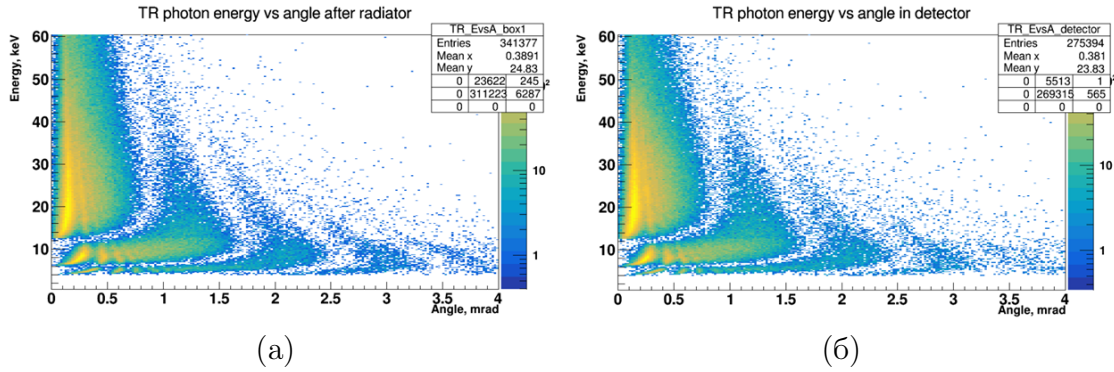 TR photon energy vs angle after radiator
TR_EvsA_box1
Entries 341377
Mean x 0.3891
Mean y 24.83
0 23622 245
0 311223 6287
0 0 0
Energy, keV
60
50
40
30
20
10
0
10
1
0 0.5 1 1.5 2 2.5 3 3.5 4
Angle, mrad
(а)
TR photon energy vs angle in detector
TR_EvsA_detector
Entries 275394
Mean x 0.381
Mean y 23.83
0 5513 1
0 269315 565
0 0 0
Energy, keV
60
50
40
30
20
10
0
10
1
0 0.5 1 1.5 2 2.5 3 3.5 4
Angle, mrad
(б)